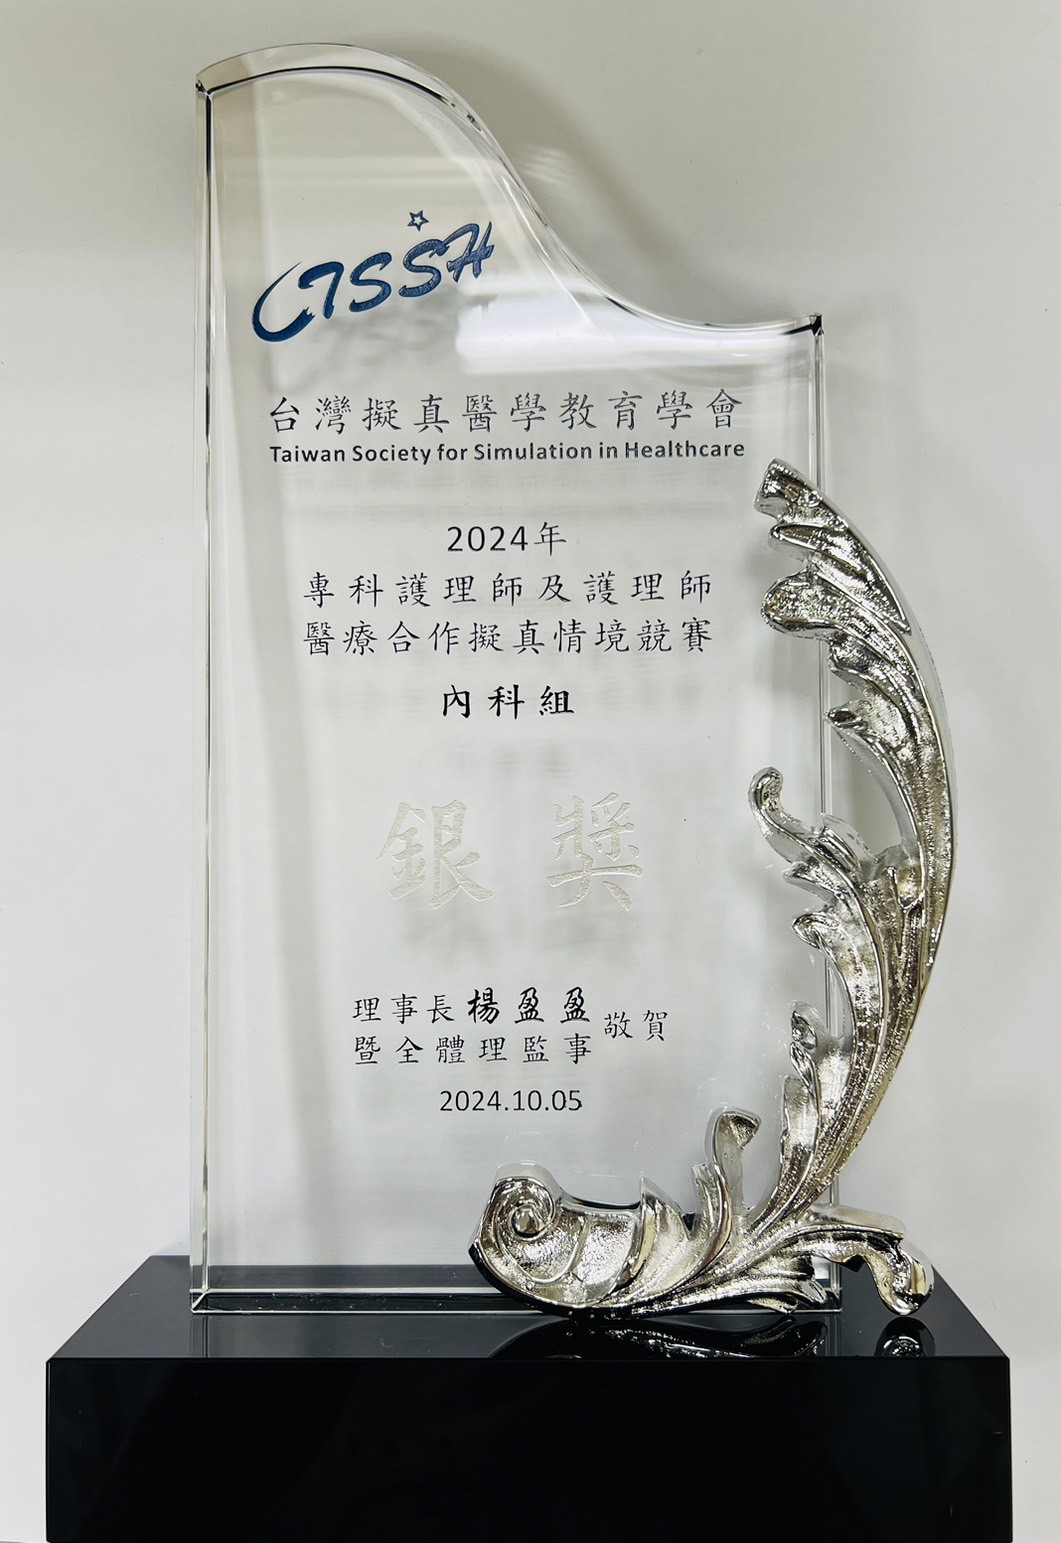 TSSH
台灣擬真醫學教育學會
Taiwan Society for Simulation in Healthcare
2024年
專科護理師及護理師
醫療合作擬真情境競賽
內科組
銀獎
理事長楊盈盈
暨全體理監事
敬賀
2024.10.05